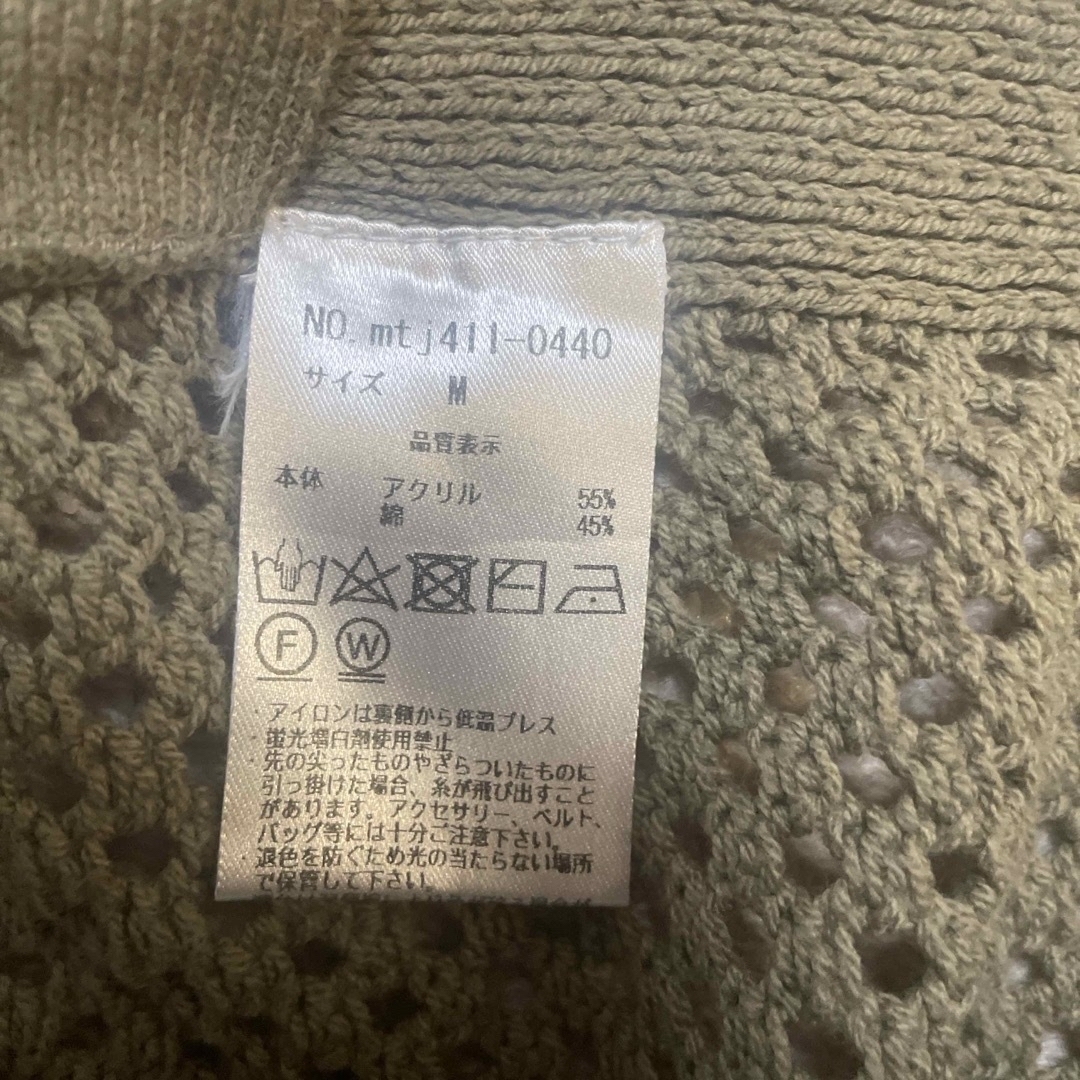 NO. mtj411-0440
サイズ M
品質表示
本体 アクリル 55%
綿 45%
F W
・アイロンは裏側から低温プレス
・蛍光増白剤使用禁止
・先の尖ったものやざらついたものに
引っ掛けた場合、糸が飛び出すこと
があります。アクセサリー、ベルト、
バッグ等には十分ご注意下さい。
・退色を防ぐため光の当たらない場所
で保管して下さい。